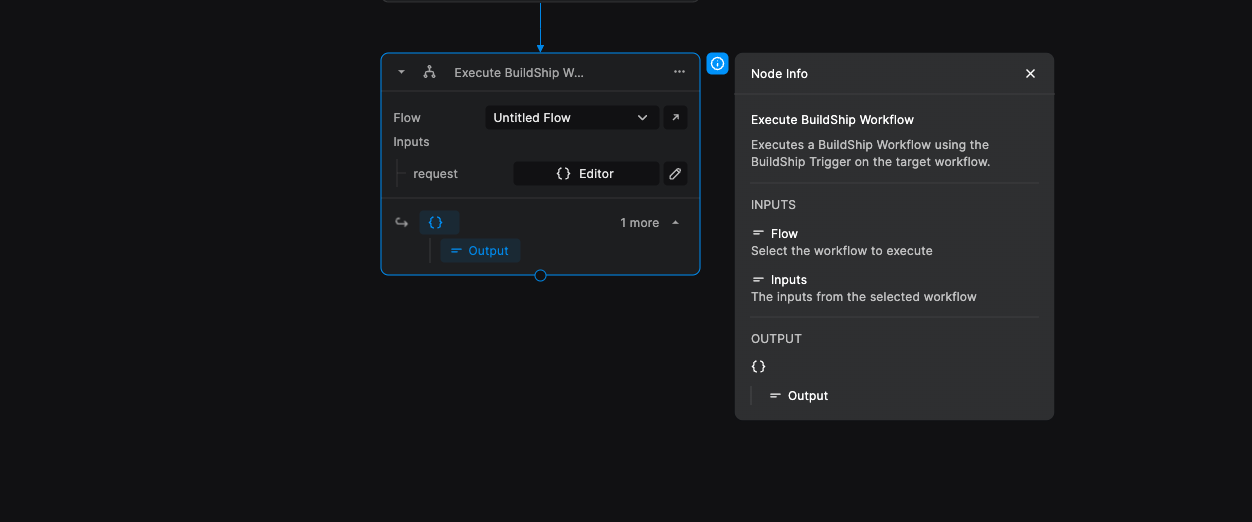 Execute BuildShip W...
Flow
Untitled Flow
Inputs
request
{} Editor
{}
1 more
Output
Node Info
Execute BuildShip Workflow
Executes a BuildShip Workflow using the
BuildShip Trigger on the target workflow.
INPUTS
Flow
Select the workflow to execute
Inputs
The inputs from the selected workflow
OUTPUT
{}
Output